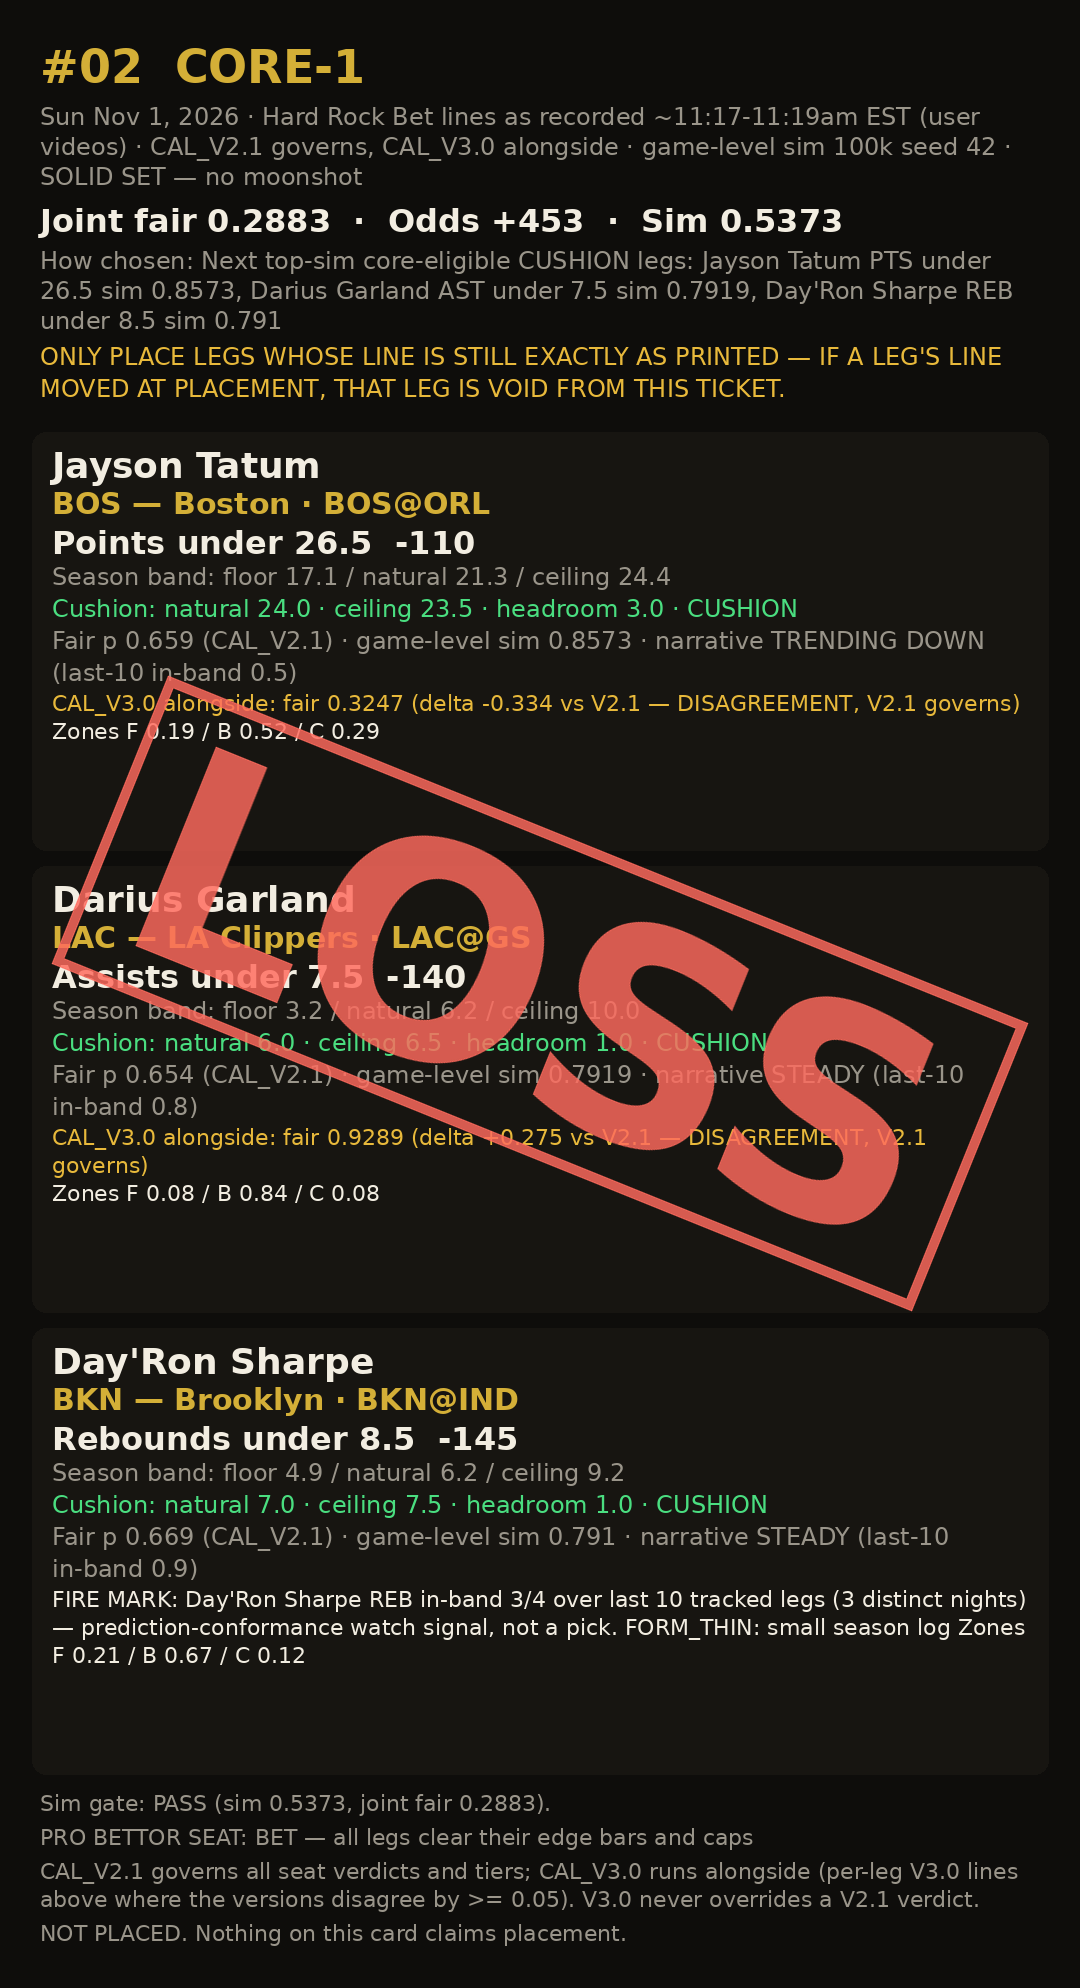 #02 CORE-1
Sun Nov 1, 2026 · Hard Rock Bet lines as recorded ~11:17-11:19am EST (user
videos) · CAL_V2.1 governs, CAL_V3.0 alongside · game-level sim 100k seed 42 ·
SOLID SET — no moonshot
Joint fair 0.2883 · Odds +453 · Sim 0.5373
How chosen: Next top-sim core-eligible CUSHION legs: Jayson Tatum PTS under
26.5 sim 0.8573, Darius Garland AST under 7.5 sim 0.7919, Day'Ron Sharpe REB
under 8.5 sim 0.791
ONLY PLACE LEGS WHOSE LINE IS STILL EXACTLY AS PRINTED — IF A LEG'S LINE
MOVED AT PLACEMENT, THAT LEG IS VOID FROM THIS TICKET.
Jayson Tatum
BOS — Boston · BOS@ORL
Points under 26.5 -110
Season band: floor 17.1 / natural 21.3 / ceiling 24.4
Cushion: natural 24.0 · ceiling 23.5 · headroom 3.0 · CUSHION
Fair p 0.659 (CAL_V2.1) · game-level sim 0.8573 · narrative TRENDING DOWN
(last-10 in-band 0.5)
CAL_V3.0 alongside: fair 0.3247 (delta -0.334 vs V2.1 — DISAGREEMENT, V2.1 governs)
Zones F 0.19 / B 0.52 / C 0.29
LOSS
Darius Garland
LAC — LA Clippers · LAC@GS
Assists under 7.5 -140
Season band: floor 3.2 / natural 6.2 / ceiling 10.0
Cushion: natural 6.0 · ceiling 6.5 · headroom 1.0 · CUSHION
Fair p 0.654 (CAL_V2.1) · game-level sim 0.7919 · narrative STEADY (last-10
in-band 0.8)
CAL_V3.0 alongside: fair 0.9289 (delta +0.275 vs V2.1 — DISAGREEMENT, V2.1
governs)
Zones F 0.08 / B 0.84 / C 0.08
Day'Ron Sharpe
BKN — Brooklyn · BKN@IND
Rebounds under 8.5 -145
Season band: floor 4.9 / natural 6.2 / ceiling 9.2
Cushion: natural 7.0 · ceiling 7.5 · headroom 1.0 · CUSHION
Fair p 0.669 (CAL_V2.1) · game-level sim 0.791 · narrative STEADY (last-10
in-band 0.9)
FIRE MARK: Day'Ron Sharpe REB in-band 3/4 over last 10 tracked legs (3 distinct nights)
— prediction-conformance watch signal, not a pick. FORM_THIN: small season log Zones
F 0.21 / B 0.67 / C 0.12
Sim gate: PASS (sim 0.5373, joint fair 0.2883).
PRO BETTOR SEAT: BET — all legs clear their edge bars and caps
CAL_V2.1 governs all seat verdicts and tiers; CAL_V3.0 runs alongside (per-leg V3.0 lines
above where the versions disagree by >= 0.05). V3.0 never overrides a V2.1 verdict.
NOT PLACED. Nothing on this card claims placement.